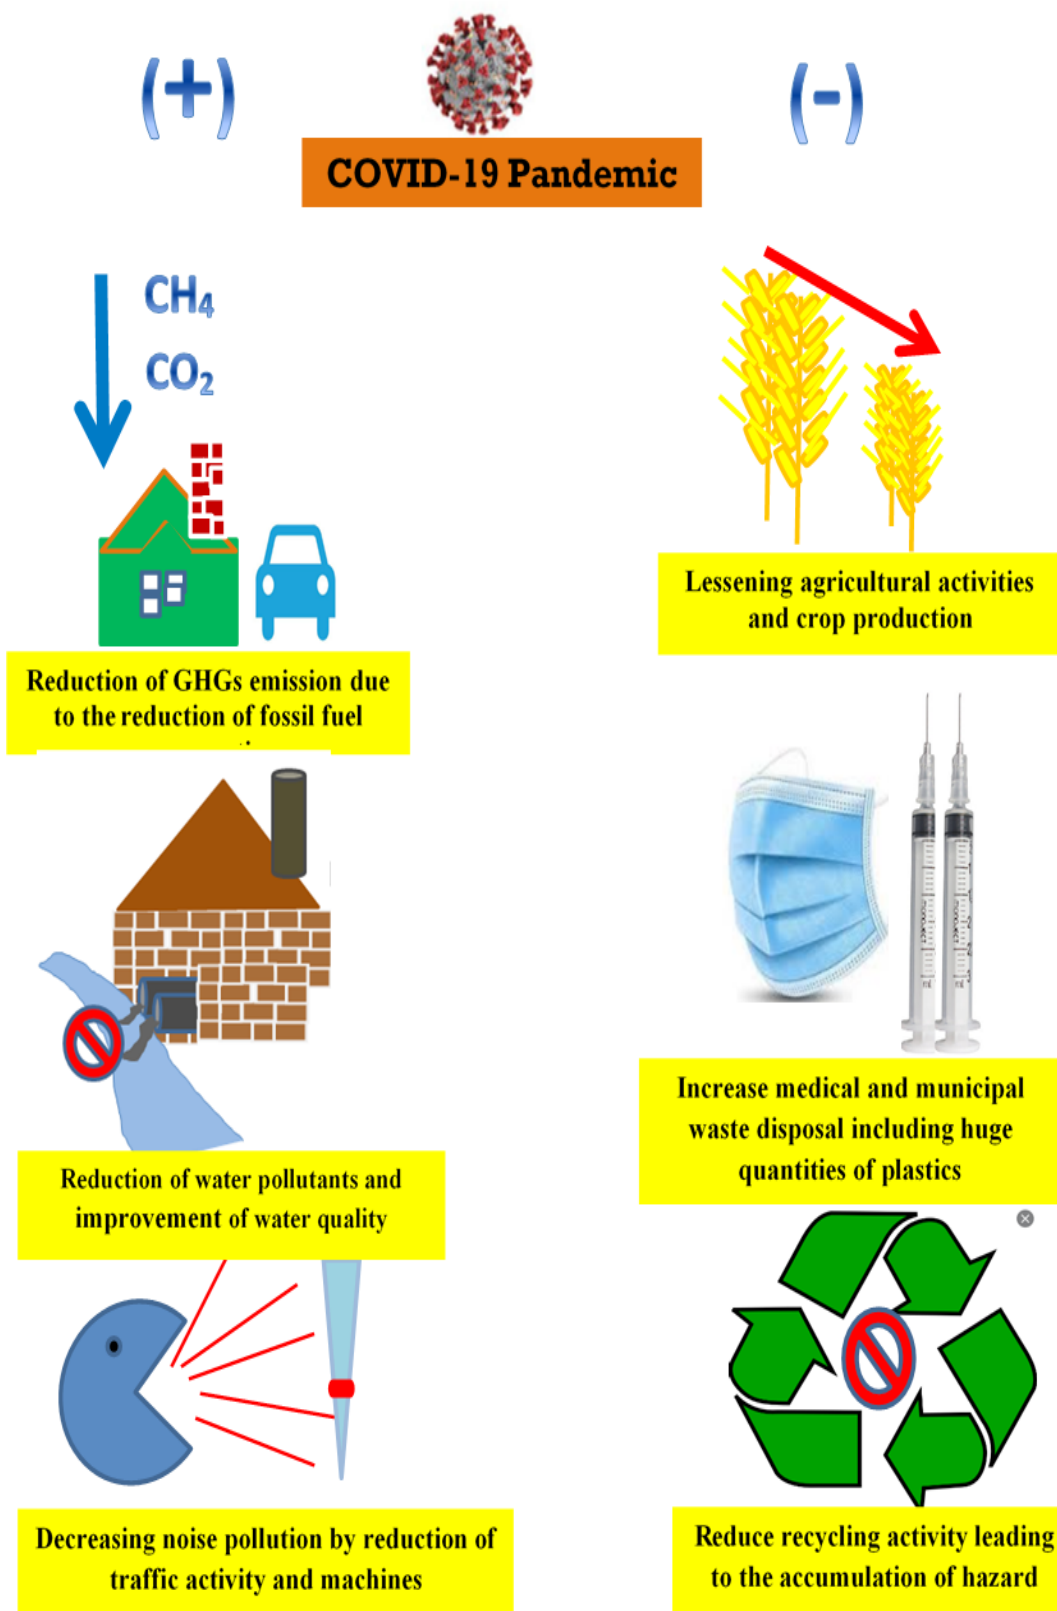 (+)
(-)
COVID-19 Pandemic
CH4
CO2
Reduction of GHGs emission due
to the reduction of fossil fuel
Reduction of water pollutants and
improvement of water quality
Decreasing noise pollution by reduction of
traffic activity and machines
Lessening agricultural activities
and crop production
Increase medical and municipal
waste disposal including huge
quantities of plastics
Reduce recycling activity leading
to the accumulation of hazard